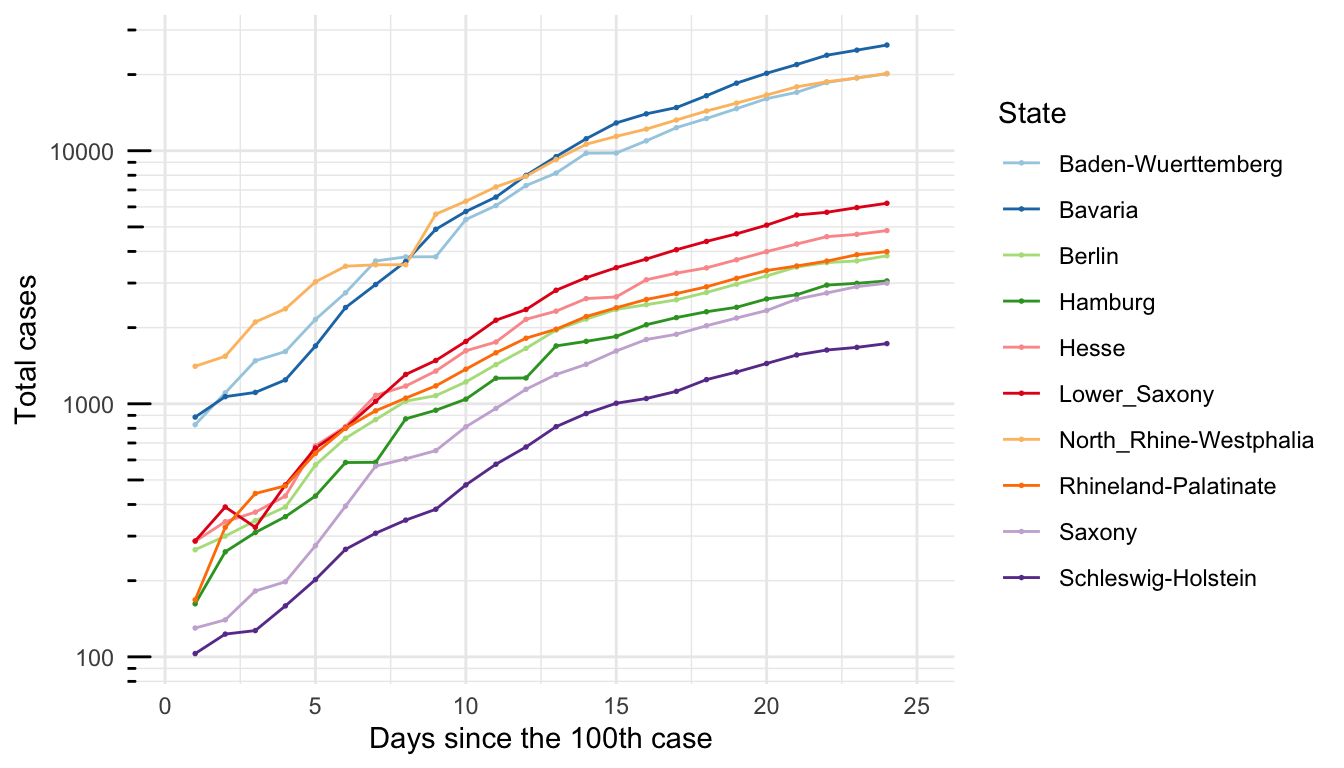 Total cases
10000
1000
100
0 5 10 15 20 25
Days since the 100th case
State
Baden-Wuerttemberg
Bavaria
Berlin
Hamburg
Hesse
Lower_Saxony
North_Rhine-Westphalia
Rhineland-Palatinate
Saxony
Schleswig-Holstein